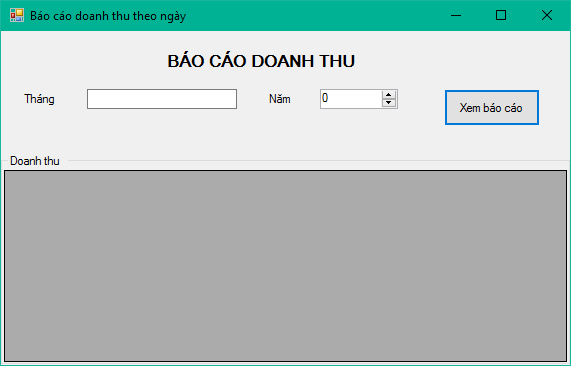 Báo cáo doanh thu theo ngày
BÁO CÁO DOANH THU
Tháng Năm 0 Xem báo cáo
Doanh thu